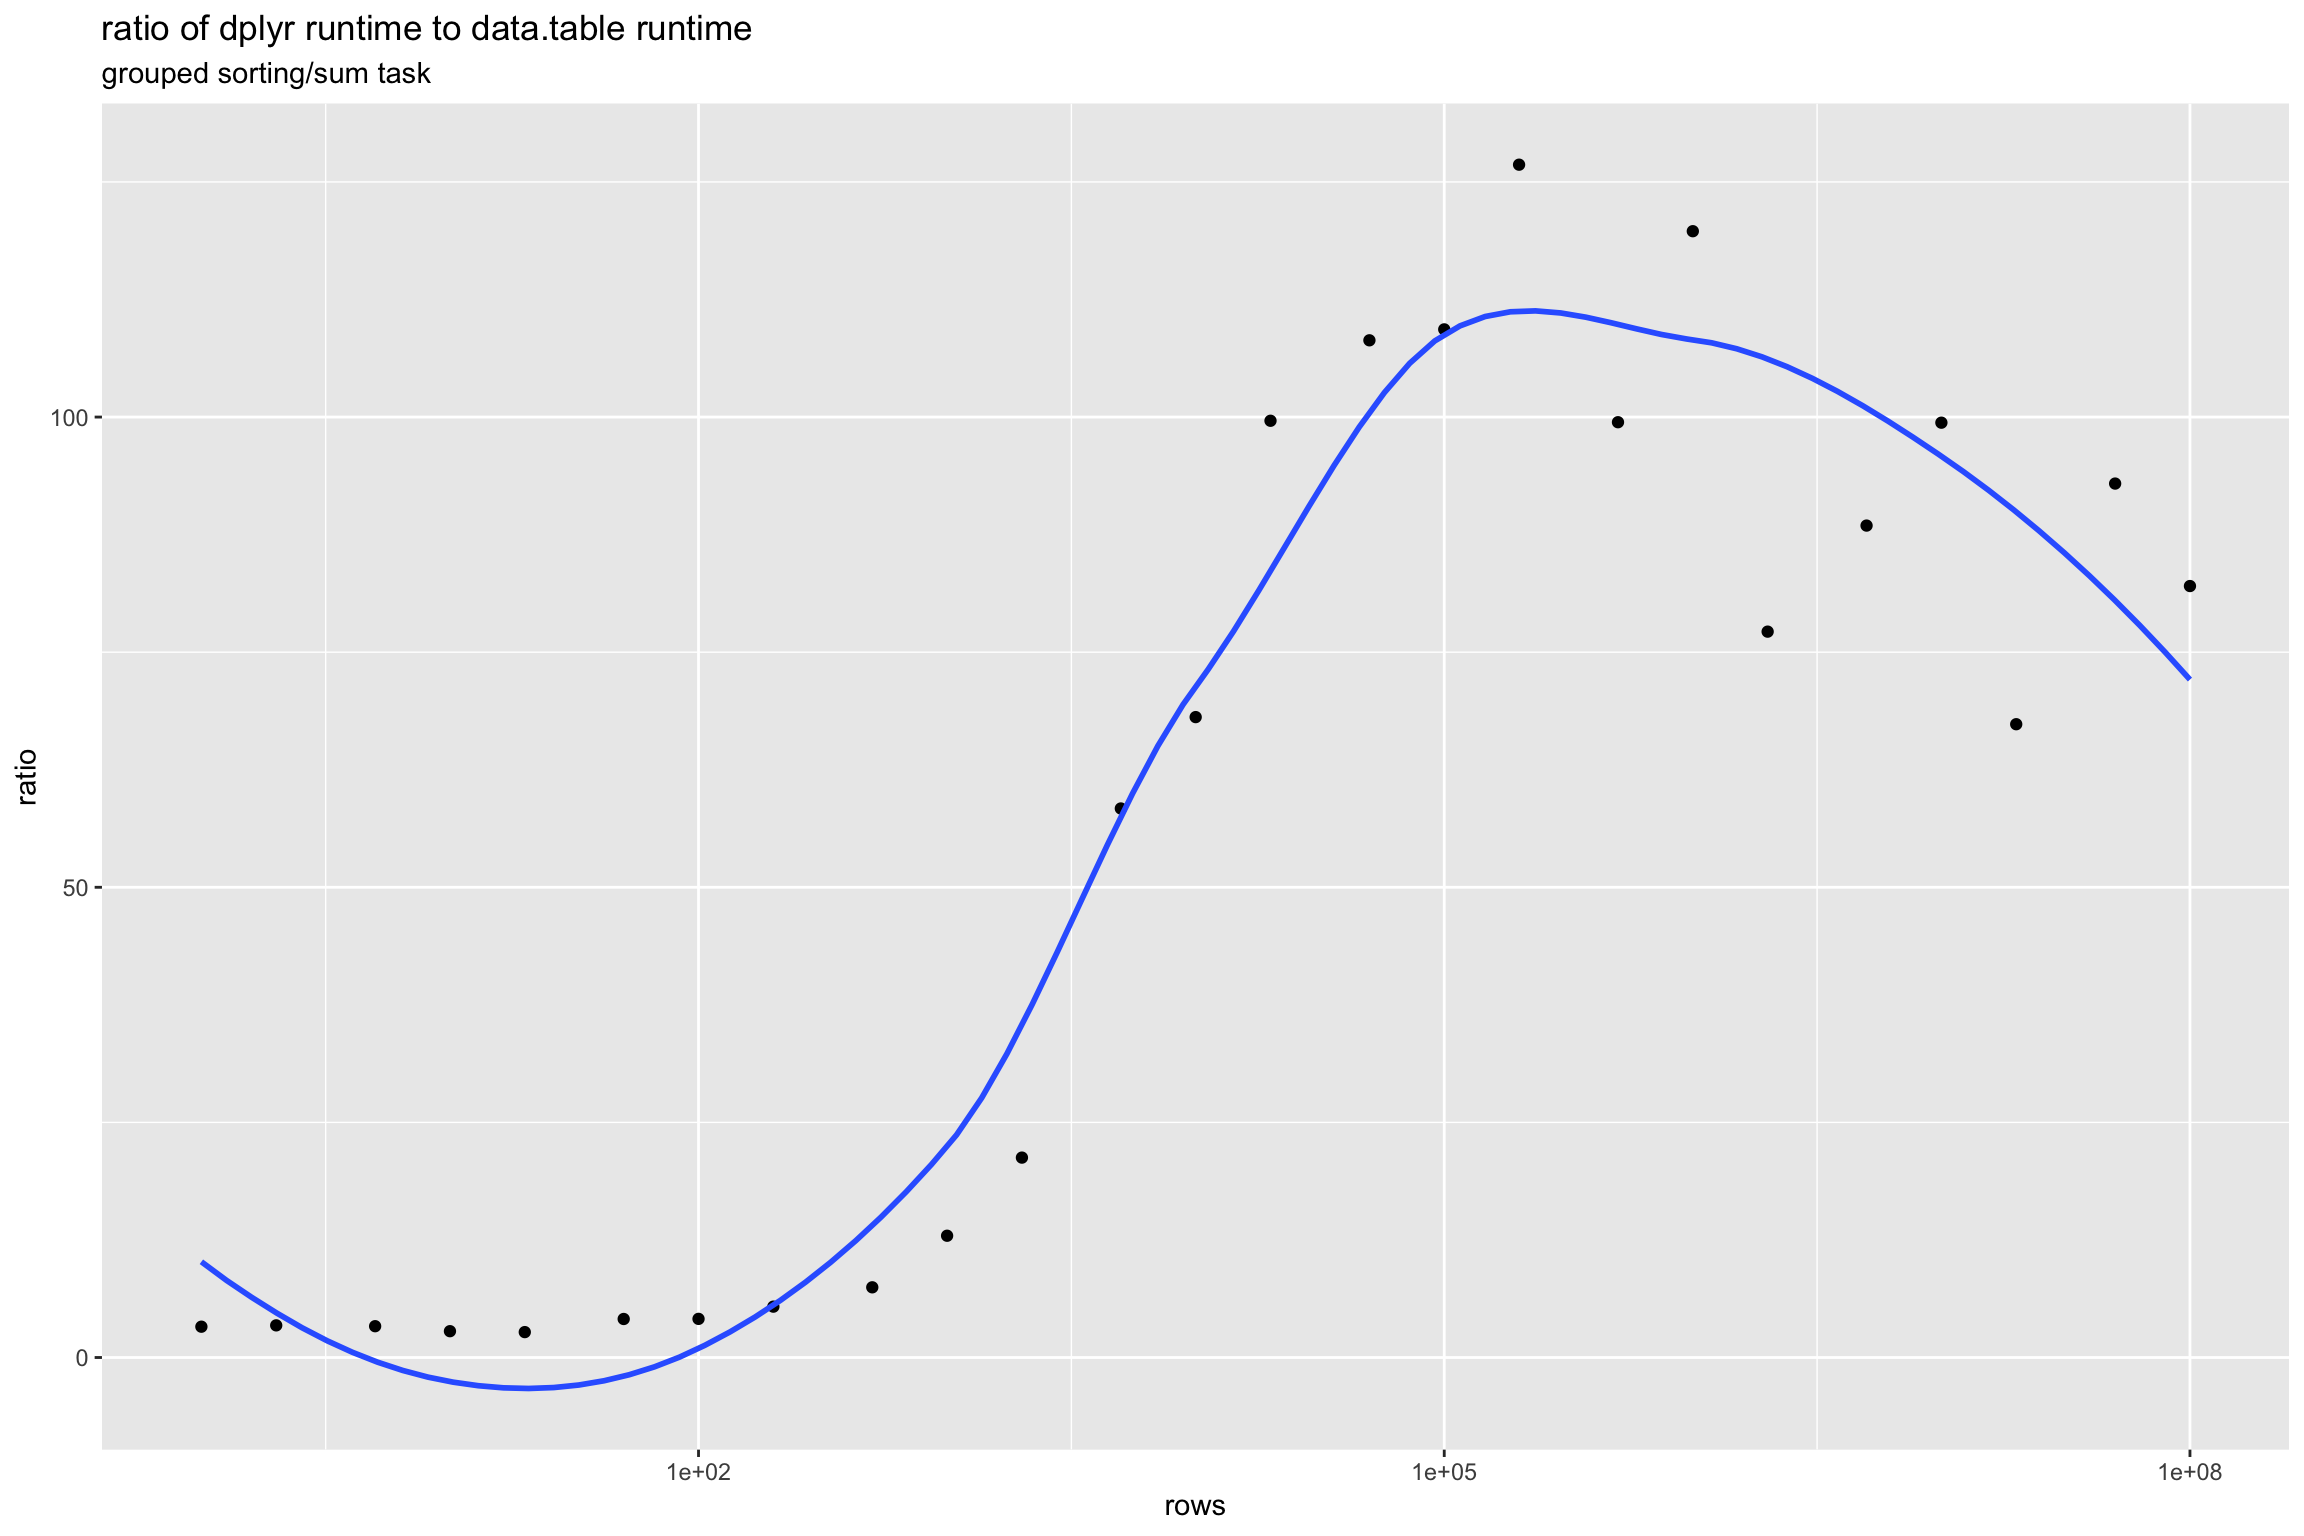 ratio of dplyr runtime to data.table runtime
grouped sorting/sum task
ratio
100
50
0
1e+02
1e+05
1e+08
rows